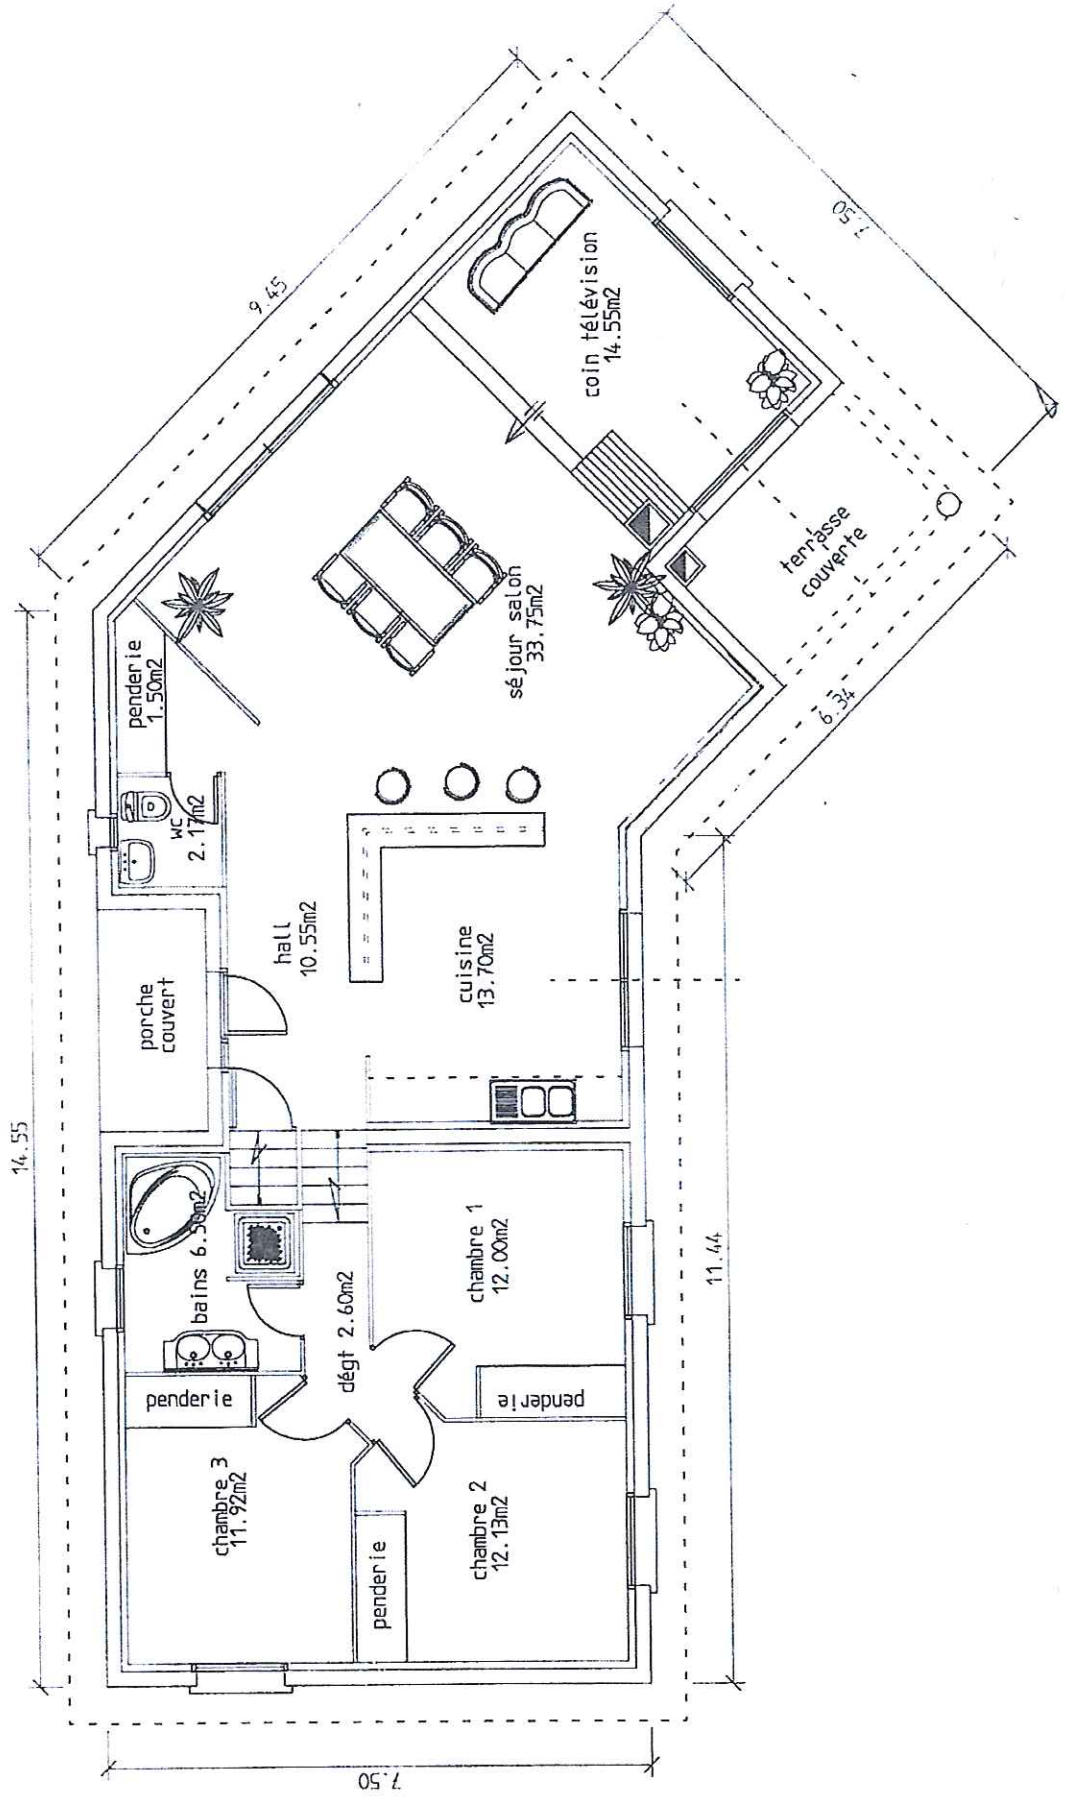 9.45
7.50
coin télévision
14.55m2
terrasse
couverte
6.34
séjour salon
33.75m2
penderie
1.50m2
WC
2.17m2
hall
10.55m2
cuisine
13.70m2
porche
couvert
14.55
11.44
bains 6.50m2
dégt 2.60m2
chambre 1
12.00m2
penderie
penderie
chambre 3
11.92m2
chambre 2
12.13m2
penderie
7.50